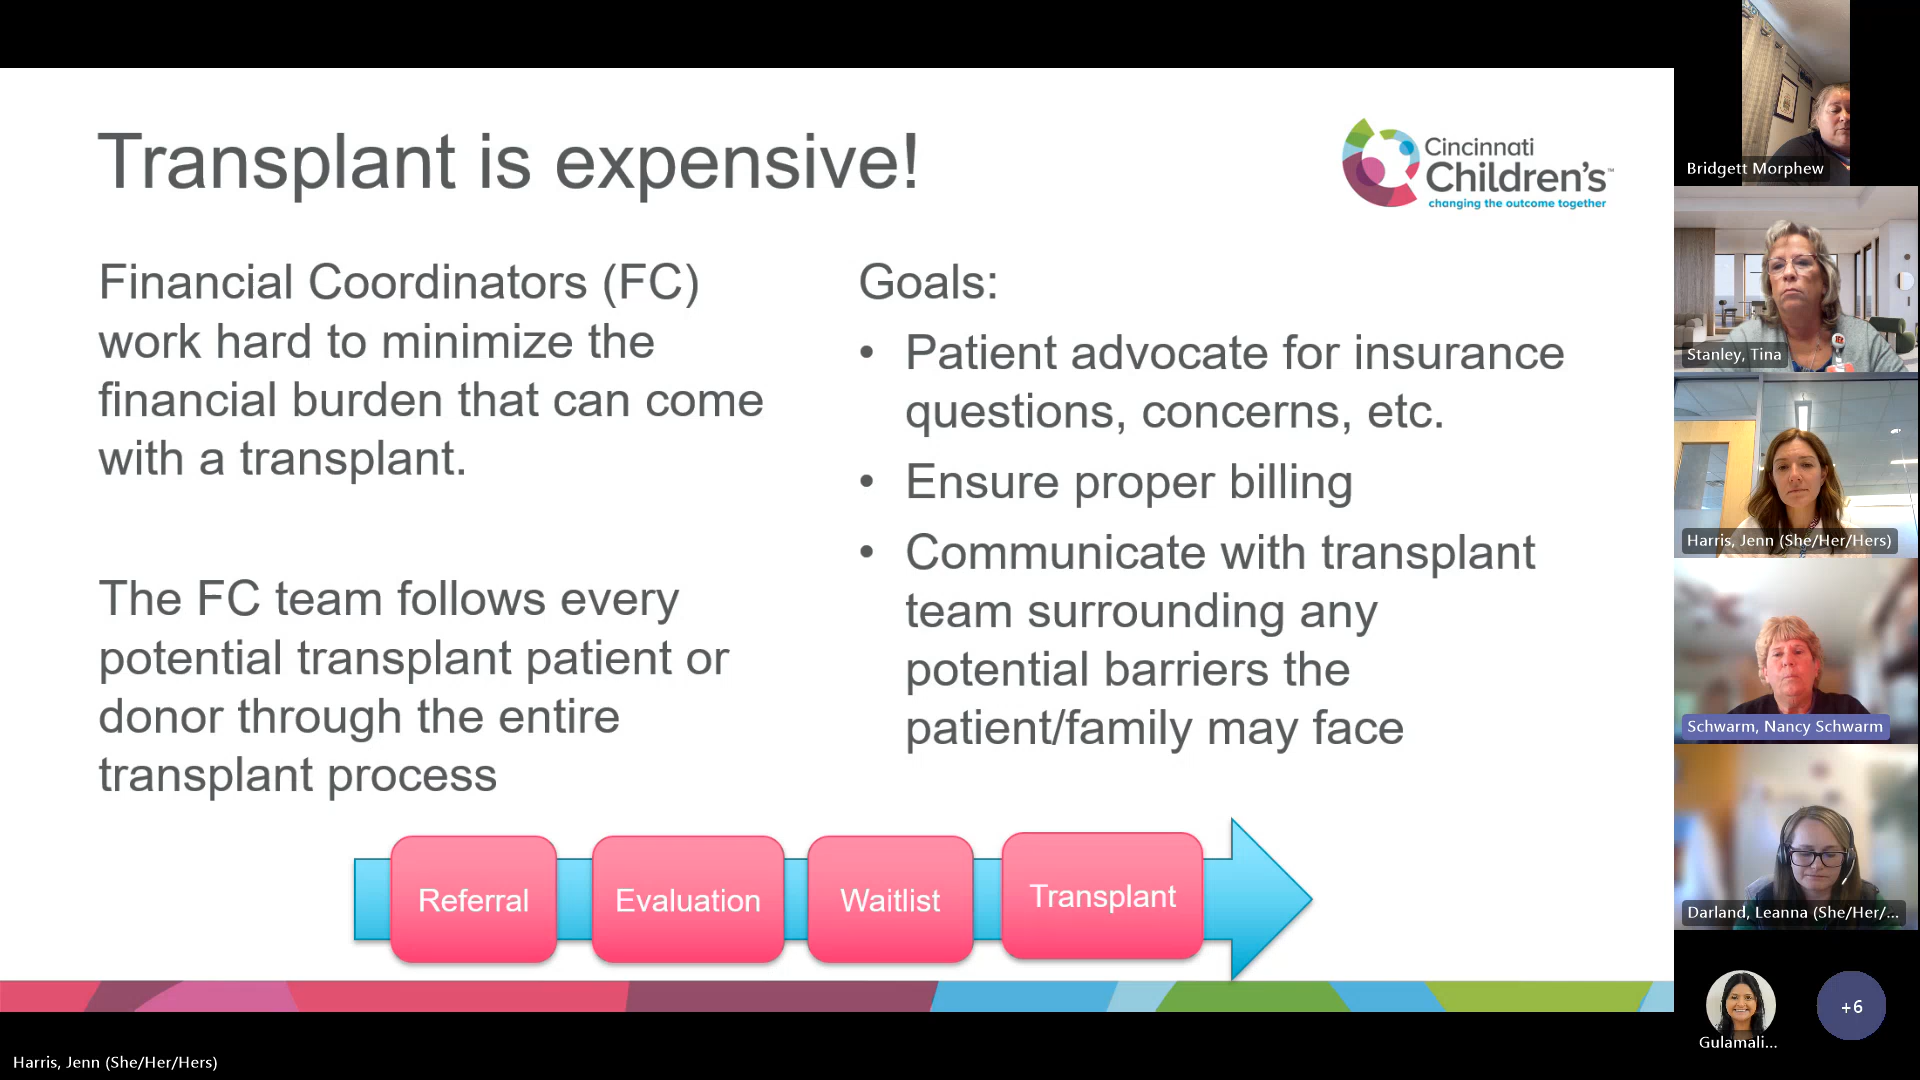 Transplant is expensive!
Cincinnati
Children's™
changing the outcome together
Financial Coordinators (FC)
work hard to minimize the
financial burden that can come
with a transplant.
The FC team follows every
potential transplant patient or
donor through the entire
transplant process
Goals:
• Patient advocate for insurance
questions, concerns, etc.
• Ensure proper billing
• Communicate with transplant
team surrounding any
potential barriers the
patient/family may face
Referral
Evaluation
Waitlist
Transplant
Bridgett Morphew
Stanley, Tina
Harris, Jenn (She/Her/Hers)
Schwarm, Nancy Schwarm
Darland, Leanna (She/Her/...
Gulamali...
+6
Harris, Jenn (She/Her/Hers)